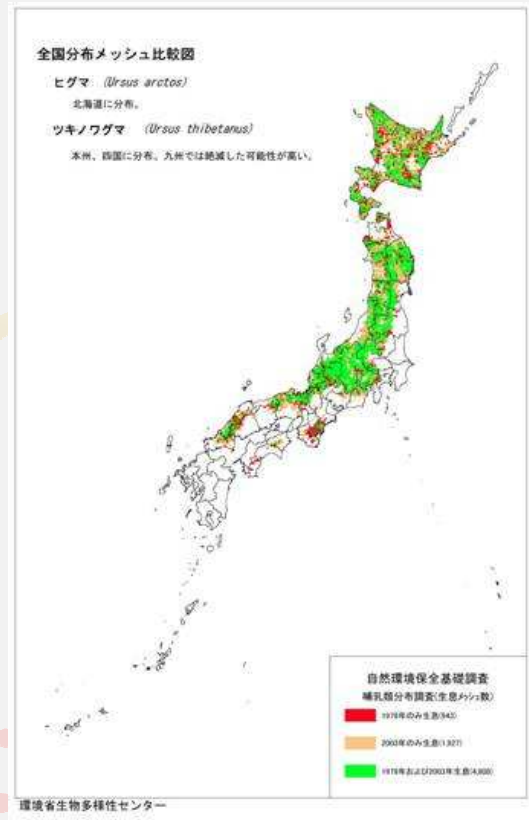 全国分布メッシュ比較図
ヒグマ (Ursus arctos)
北海道に分布。
ツキノワグマ (Ursus thibetanus)
本州、四国に分布。九州では絶滅した可能性が高い。
自然環境保全基礎調査
哺乳類分布調査(生息メッシュ数)
1978年のみ生息(943)
2003年のみ生息(1,927)
1978年および2003年生息
環境省生物多様性センター